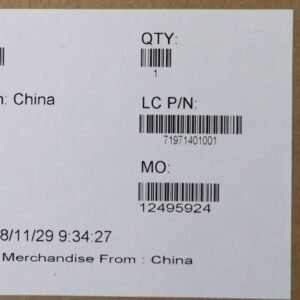 QTY:
1
n: China
LC P/N:
71971401001
MO:
12495924
8/11/29 9:34:27
Merchandise From : China